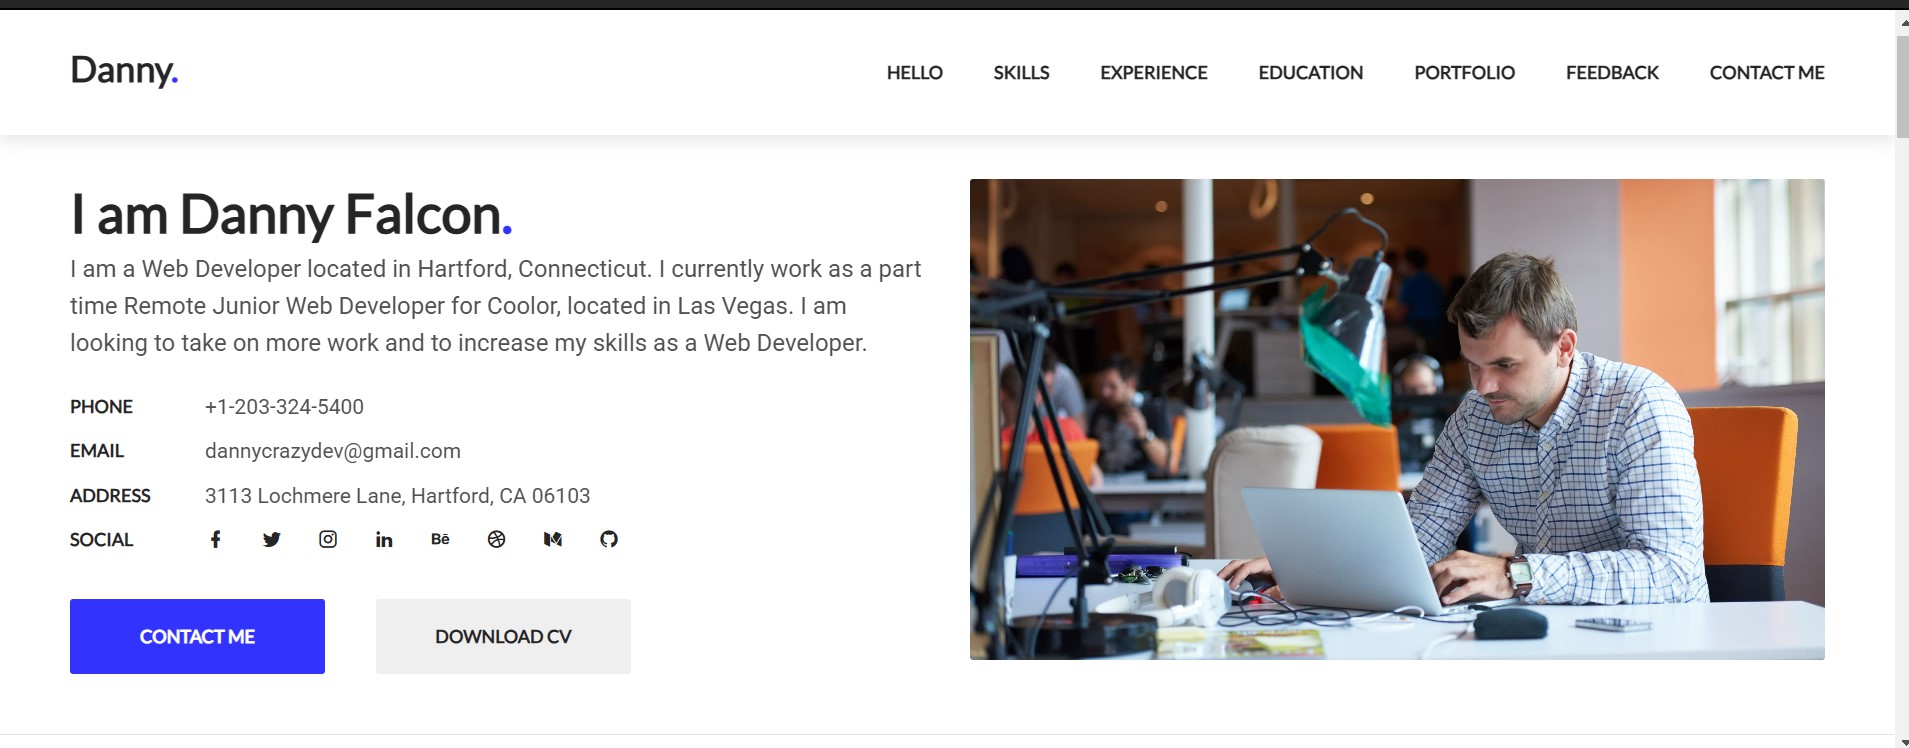 Danny.
HELLO SKILLS EXPERIENCE EDUCATION PORTFOLIO FEEDBACK CONTACT ME
I am Danny Falcon.
I am a Web Developer located in Hartford, Connecticut. I currently work as a part
time Remote Junior Web Developer for Coolor, located in Las Vegas. I am
looking to take on more work and to increase my skills as a Web Developer.
PHONE +1-203-324-5400
EMAIL dannycrazydev@gmail.com
ADDRESS 3113 Lochmere Lane, Hartford, CA 06103
SOCIAL Bē
CONTACT ME DOWNLOAD CV